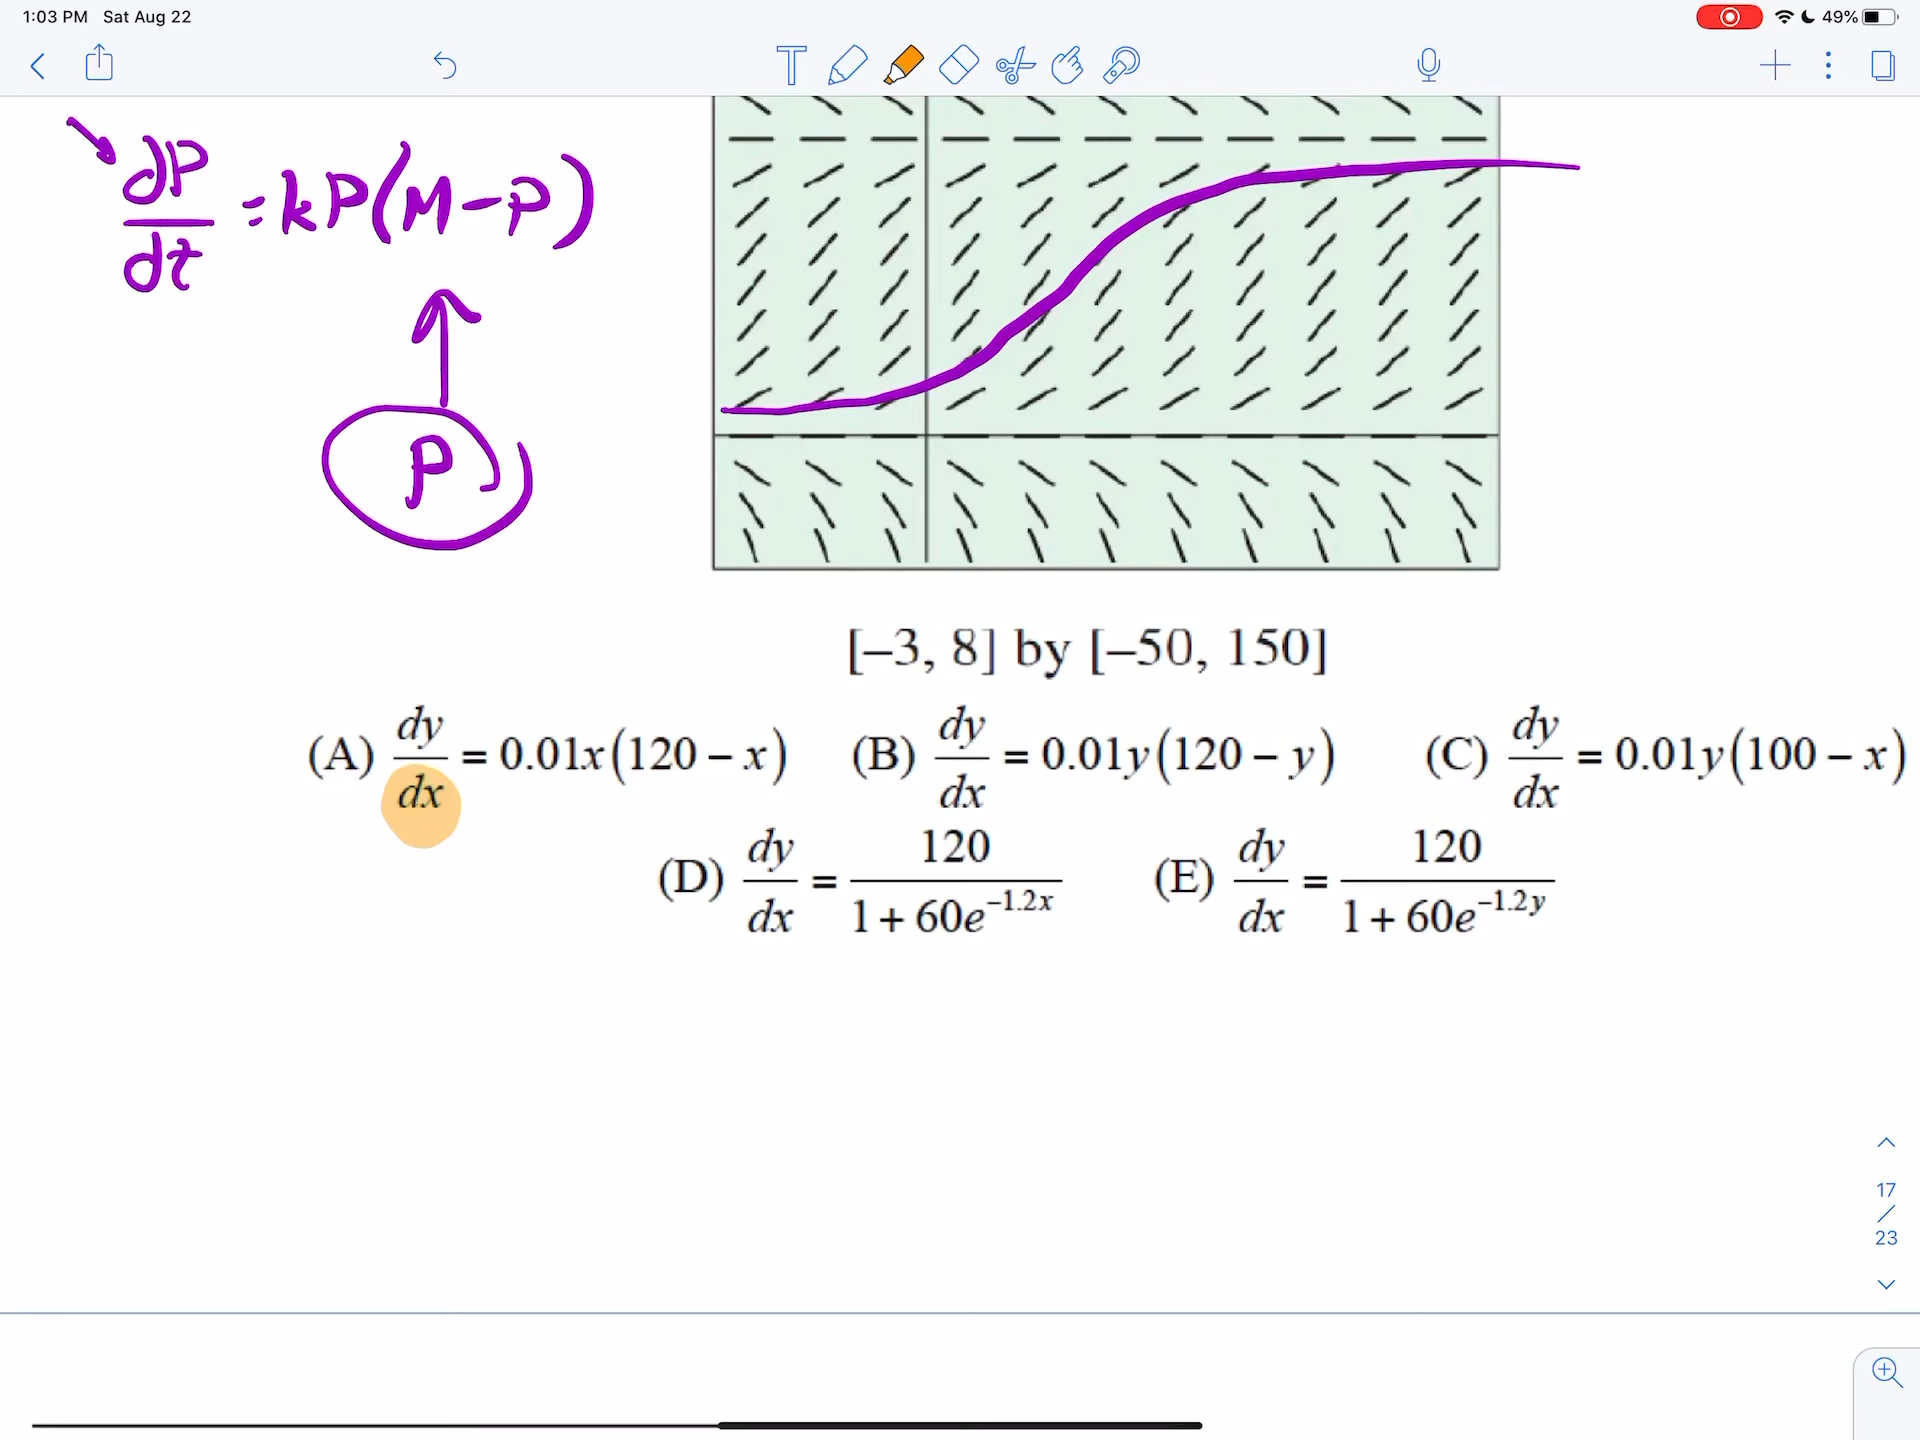 1:03 PM Sat Aug 22
49%
T
dP/dt = kP(M-P)
P
[–3, 8] by [–50, 150]
(A) dy/dx = 0.01x(120 – x) (B) dy/dx = 0.01y(120 – y) (C) dy/dx = 0.01y(100 – x)
(D) dy/dx = 120/(1 + 60e^–1.2x) (E) dy/dx = 120/(1 + 60e^–1.2y)
17
/
23